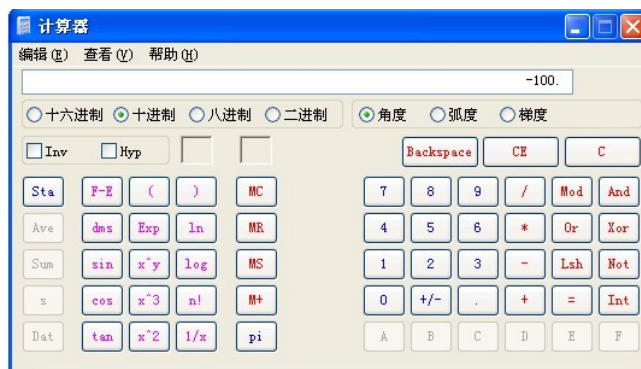 计算器
编辑(E) 查看(V) 帮助(H)
-100.
十六进制 十进制 八进制 二进制 角度 弧度 梯度
Inv Hyp Backspace CE C
Sta F-E ( ) MC 7 8 9 / Mod And
Ave dms Exp ln MR 4 5 6 * Or Xor
Sum sin x^y log MS 1 2 3 - Lsh Not
s cos x^3 n! M+ 0 +/- . + = Int
Dat tan x^2 1/x pi A B C D E F